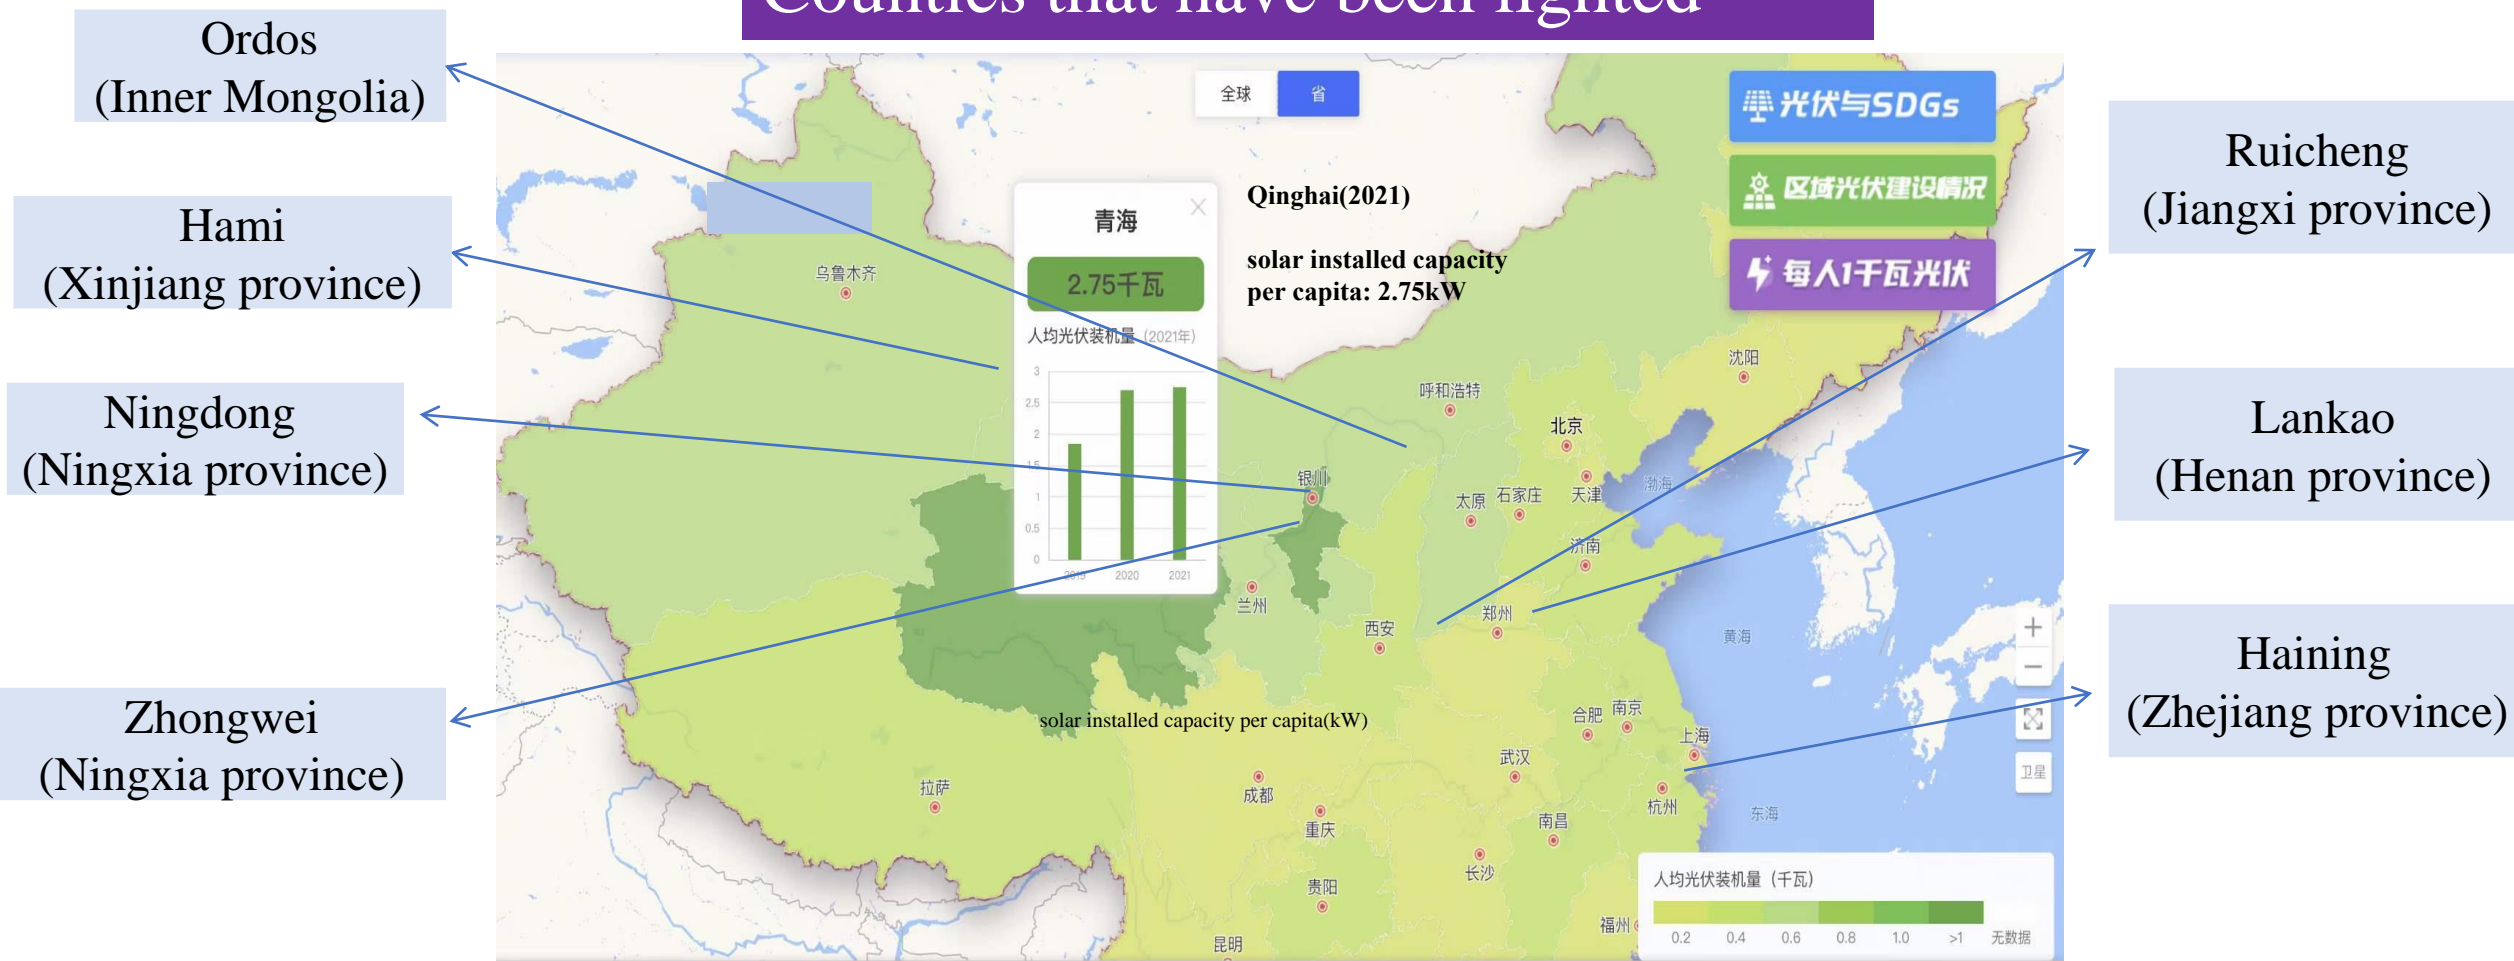 Counties that have been lighted
Ordos
(Inner Mongolia)
Hami
(Xinjiang province)
Ningdong
(Ningxia province)
Zhongwei
(Ningxia province)
全球
省
光伏与SDGs
区域光伏建设情况
每人1千瓦光伏
青海
2.75千瓦
人均光伏装机量 (2021年)
3
2.5
2
1.5
1
0.5
0
2019
2020
2021
Qinghai(2021)
solar installed capacity
per capita: 2.75kW
乌鲁木齐
呼和浩特
沈阳
北京
银川
太原
石家庄
天津
渤海
济南
兰州
西安
郑州
黄海
solar installed capacity per capita(kW)
合肥
南京
上海
武汉
拉萨
成都
杭州
东海
重庆
南昌
长沙
贵阳
福州
昆明
+
−
卫星
人均光伏装机量（千瓦）
0.2
0.4
0.6
0.8
1.0
>1
无数据
Ruicheng
(Jiangxi province)
Lankao
(Henan province)
Haining
(Zhejiang province)